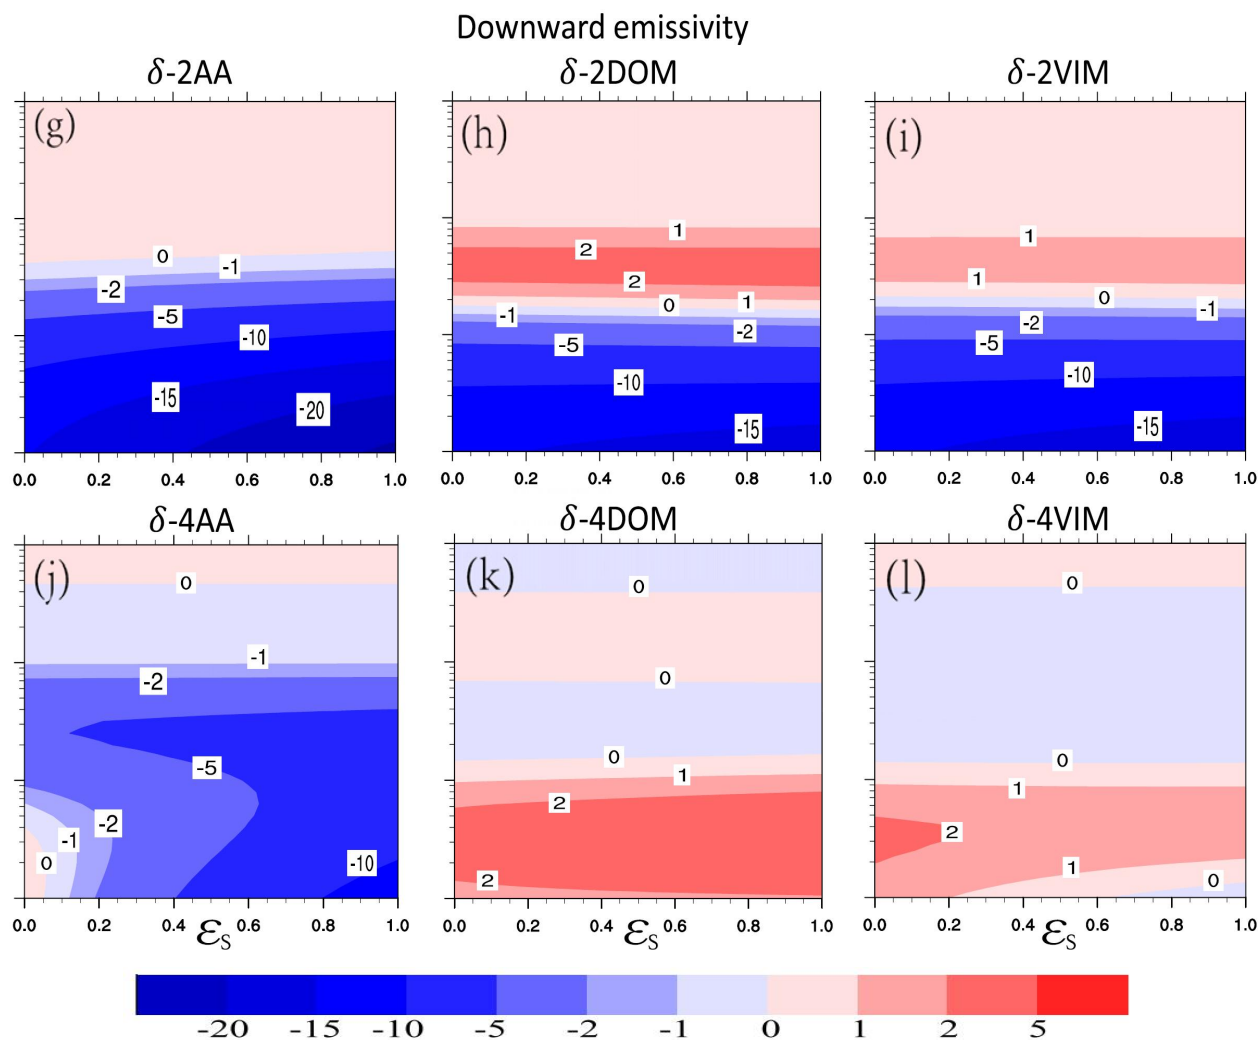 Downward emissivity
δ-2AA δ-2DOM δ-2VIM
(g) (h) (i)
0 -1 -2 -5 -10 -15 -20
1 2 2 1 0 -1 -2 -5 -10 -15
1 1 0 -1 -2 -5 -10 -15
0.0 0.2 0.4 0.6 0.8 1.0 0.0 0.2 0.4 0.6 0.8 1.0 0.0 0.2 0.4 0.6 0.8 1.0
δ-4AA δ-4DOM δ-4VIM
(j) (k) (l)
0 -1 -2 -5 -2 -1 0 -10
0 0 0 1 2 2
0 0 1 2 1 0
0.0 0.2 0.4 0.6 0.8 1.0 0.0 0.2 0.4 0.6 0.8 1.0 0.0 0.2 0.4 0.6 0.8 1.0
εS εS εS
-20 -15 -10 -5 -2 -1 0 1 2 5